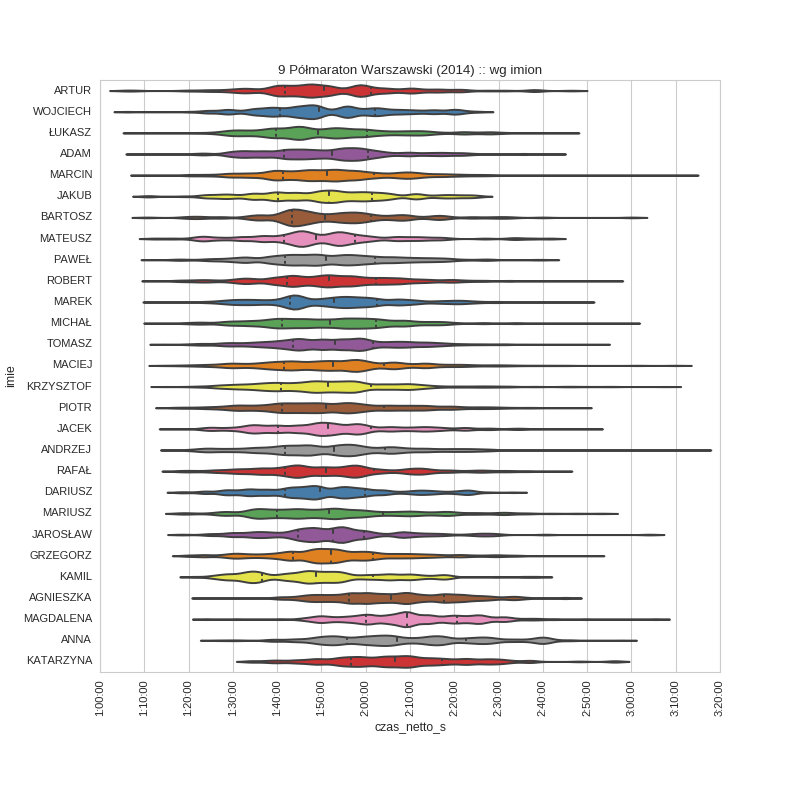 9 Półmaraton Warszawski (2014) :: wg imion
ARTUR
WOJCIECH
ŁUKASZ
ADAM
MARCIN
JAKUB
BARTOSZ
MATEUSZ
PAWEŁ
ROBERT
MAREK
MICHAŁ
TOMASZ
MACIEJ
KRZYSZTOF
PIOTR
JACEK
ANDRZEJ
RAFAŁ
DARIUSZ
MARIUSZ
JAROSŁAW
GRZEGORZ
KAMIL
AGNIESZKA
MAGDALENA
ANNA
KATARZYNA
imie
1:00:00
1:10:00
1:20:00
1:30:00
1:40:00
1:50:00
2:00:00
2:10:00
2:20:00
2:30:00
2:40:00
2:50:00
3:00:00
3:10:00
3:20:00
czas_netto_s